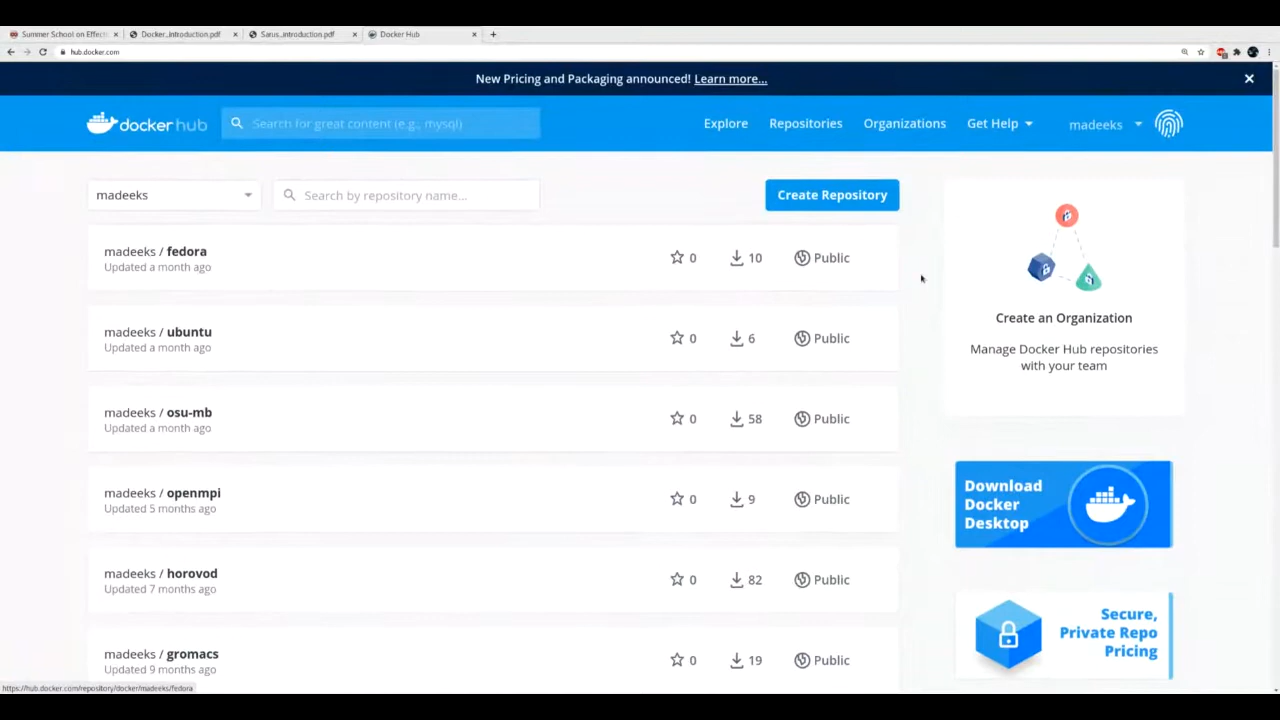 Summer School on Effecti
Docker_Introduction.pdf
Sarus_introduction.pdf
Docker Hub
hub.docker.com
New Pricing and Packaging announced! Learn more...
docker hub
Search for great content (e.g., mysql)
Explore
Repositories
Organizations
Get Help
madeeks
madeeks
Search by repository name...
Create Repository
madeeks / fedora
Updated a month ago
0
10
Public
madeeks / ubuntu
Updated a month ago
0
6
Public
madeeks / osu-mb
Updated a month ago
0
58
Public
madeeks / openmpi
Updated 5 months ago
0
9
Public
madeeks / horovod
Updated 7 months ago
0
82
Public
madeeks / gromacs
Updated 9 months ago
0
19
Public
Create an Organization
Manage Docker Hub repositories
with your team
Download
Docker
Desktop
Secure,
Private Repo
Pricing
https://hub.docker.com/repository/docker/madeeks/fedora